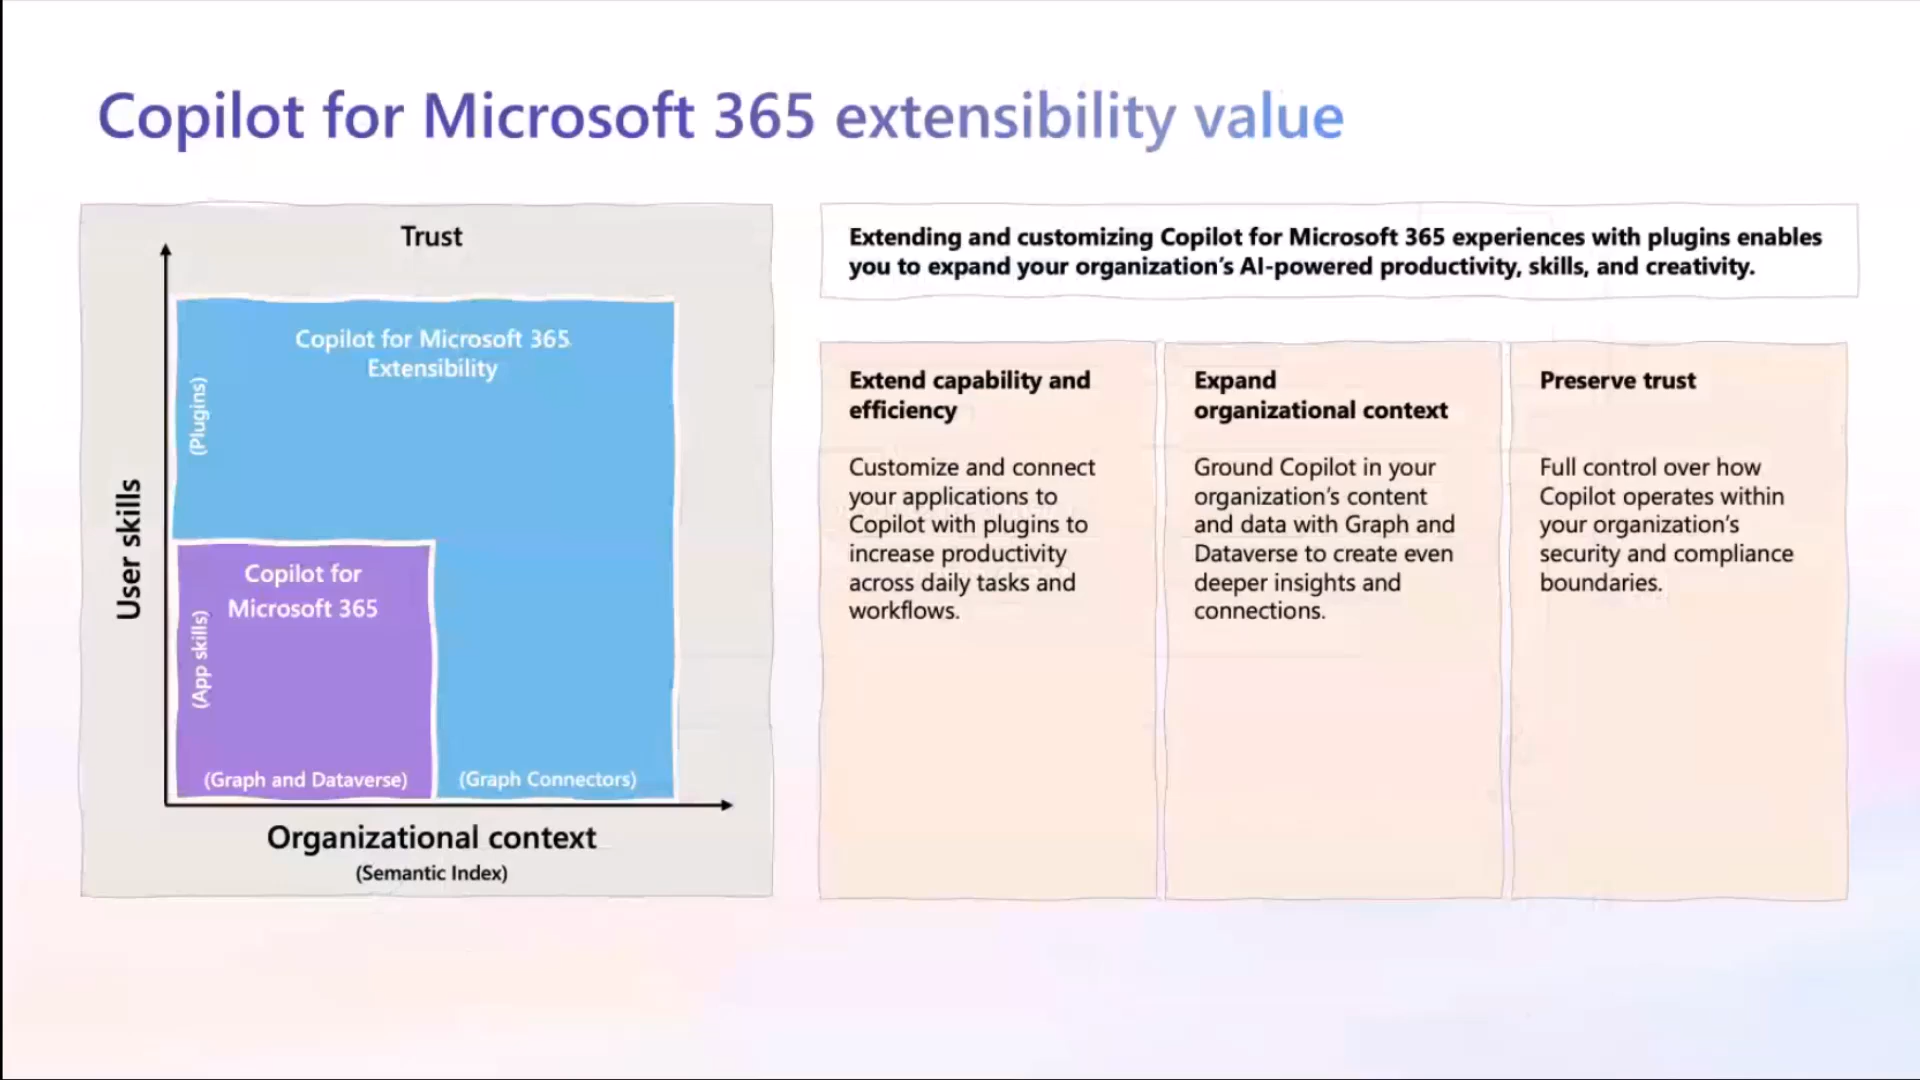 Copilot for Microsoft 365 extensibility value
Trust
Copilot for Microsoft 365
Extensibility
(Plugins)
User skills
Copilot for
Microsoft 365
(App skills)
(Graph and Dataverse)
(Graph Connectors)
Organizational context
(Semantic Index)
Extending and customizing Copilot for Microsoft 365 experiences with plugins enables
you to expand your organization’s AI-powered productivity, skills, and creativity.
Extend capability and
efficiency
Customize and connect
your applications to
Copilot with plugins to
increase productivity
across daily tasks and
workflows.
Expand
organizational context
Ground Copilot in your
organization’s content
and data with Graph and
Dataverse to create even
deeper insights and
connections.
Preserve trust
Full control over how
Copilot operates within
your organization’s
security and compliance
boundaries.